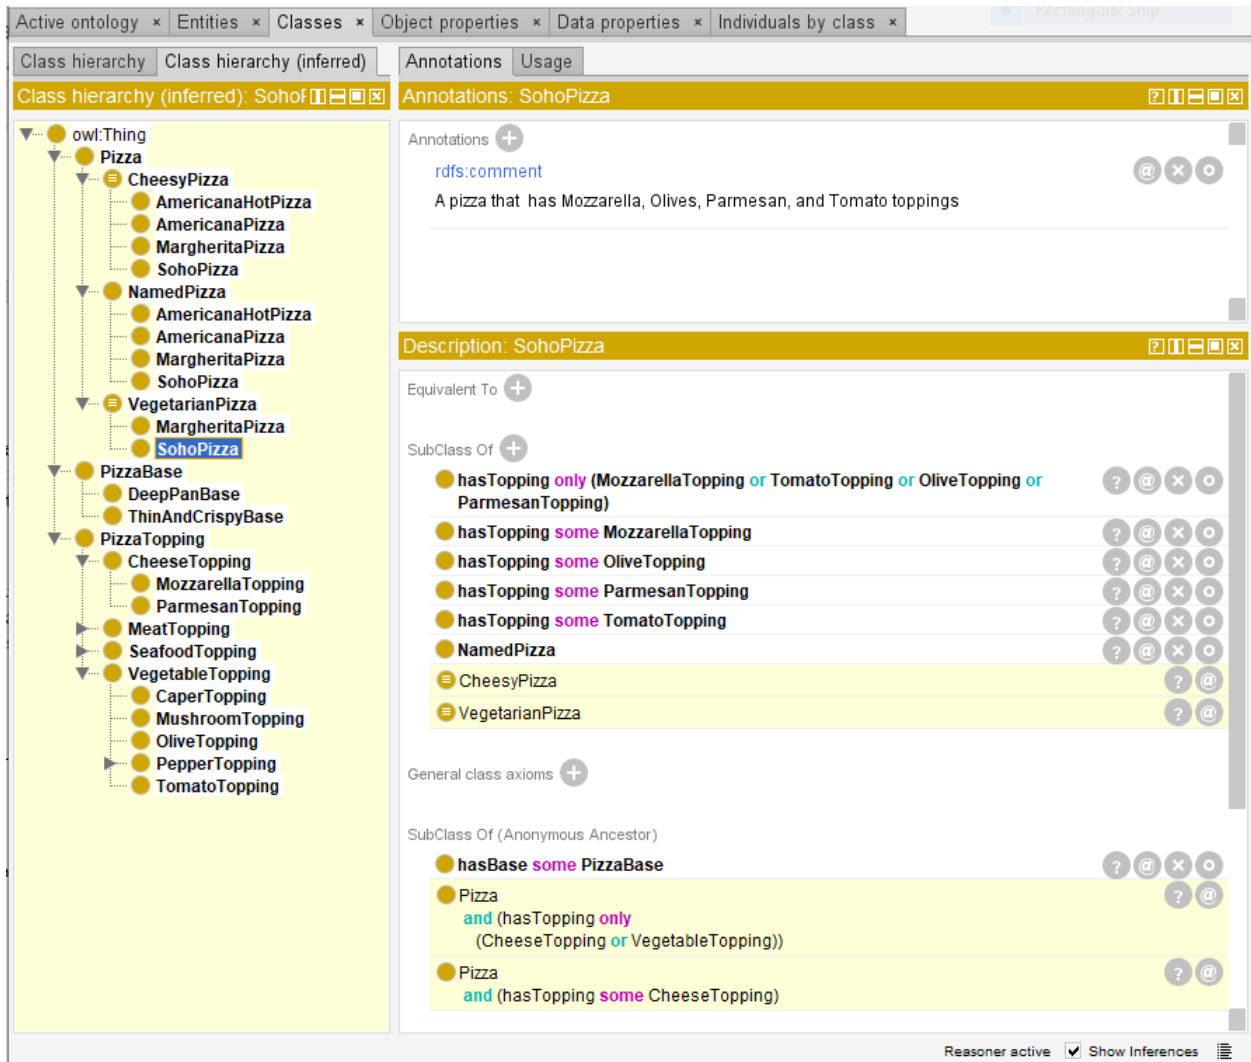 Rectangular Snip
Active ontology × Entities × Classes × Object properties × Data properties × Individuals by class ×
Class hierarchy Class hierarchy (inferred)
Annotations Usage
Class hierarchy (inferred): SohoF
Annotations: SohoPizza
owl:Thing
Pizza
CheesyPizza
AmericanaHotPizza
AmericanaPizza
MargheritaPizza
SohoPizza
NamedPizza
AmericanaHotPizza
AmericanaPizza
MargheritaPizza
SohoPizza
VegetarianPizza
MargheritaPizza
SohoPizza
PizzaBase
DeepPanBase
ThinAndCrispyBase
PizzaTopping
CheeseTopping
MozzarellaTopping
ParmesanTopping
MeatTopping
SeafoodTopping
VegetableTopping
CaperTopping
MushroomTopping
OliveTopping
PepperTopping
TomatoTopping
Annotations
rdfs:comment
A pizza that has Mozzarella, Olives, Parmesan, and Tomato toppings
Description: SohoPizza
Equivalent To
SubClass Of
hasTopping only (MozzarellaTopping or TomatoTopping or OliveTopping or
ParmesanTopping)
hasTopping some MozzarellaTopping
hasTopping some OliveTopping
hasTopping some ParmesanTopping
hasTopping some TomatoTopping
NamedPizza
CheesyPizza
VegetarianPizza
General class axioms
SubClass Of (Anonymous Ancestor)
hasBase some PizzaBase
Pizza
and (hasTopping only
(CheeseTopping or VegetableTopping))
Pizza
and (hasTopping some CheeseTopping)
Reasoner active Show Inferences